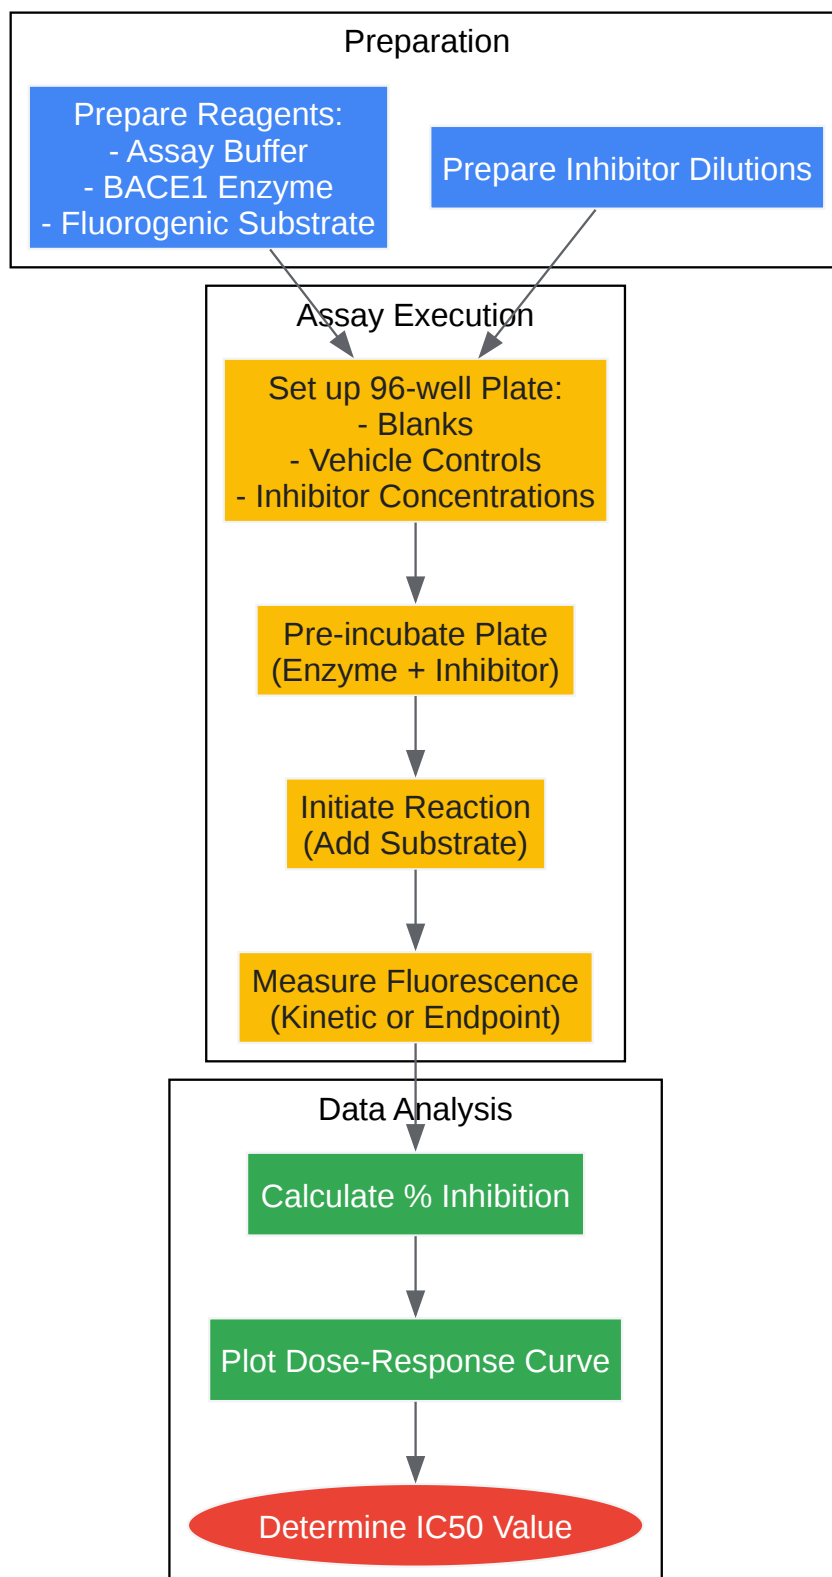 Preparation
Prepare Reagents:
- Assay Buffer
- BACE1 Enzyme
- Fluorogenic Substrate
Prepare Inhibitor Dilutions
Assay Execution
Set up 96-well Plate:
- Blanks
- Vehicle Controls
- Inhibitor Concentrations
Pre-incubate Plate
(Enzyme + Inhibitor)
Initiate Reaction
(Add Substrate)
Measure Fluorescence
(Kinetic or Endpoint)
Data Analysis
Calculate % Inhibition
Plot Dose-Response Curve
Determine IC50 Value